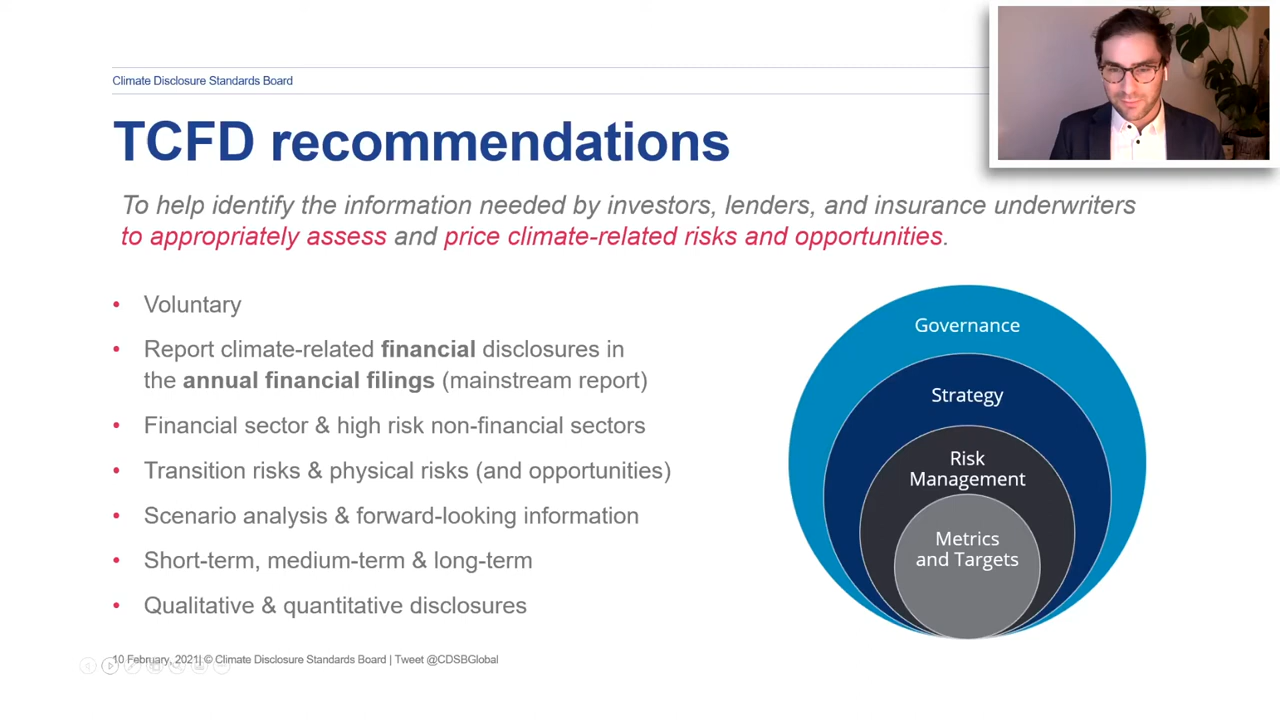 Climate Disclosure Standards Board
TCFD recommendations
To help identify the information needed by investors, lenders, and insurance underwriters
to appropriately assess and price climate-related risks and opportunities.
• Voluntary
• Report climate-related financial disclosures in
the annual financial filings (mainstream report)
• Financial sector & high risk non-financial sectors
• Transition risks & physical risks (and opportunities)
• Scenario analysis & forward-looking information
• Short-term, medium-term & long-term
• Qualitative & quantitative disclosures
Governance
Strategy
Risk
Management
Metrics
and Targets
10 February, 2021| © Climate Disclosure Standards Board | Tweet @CDSBGlobal